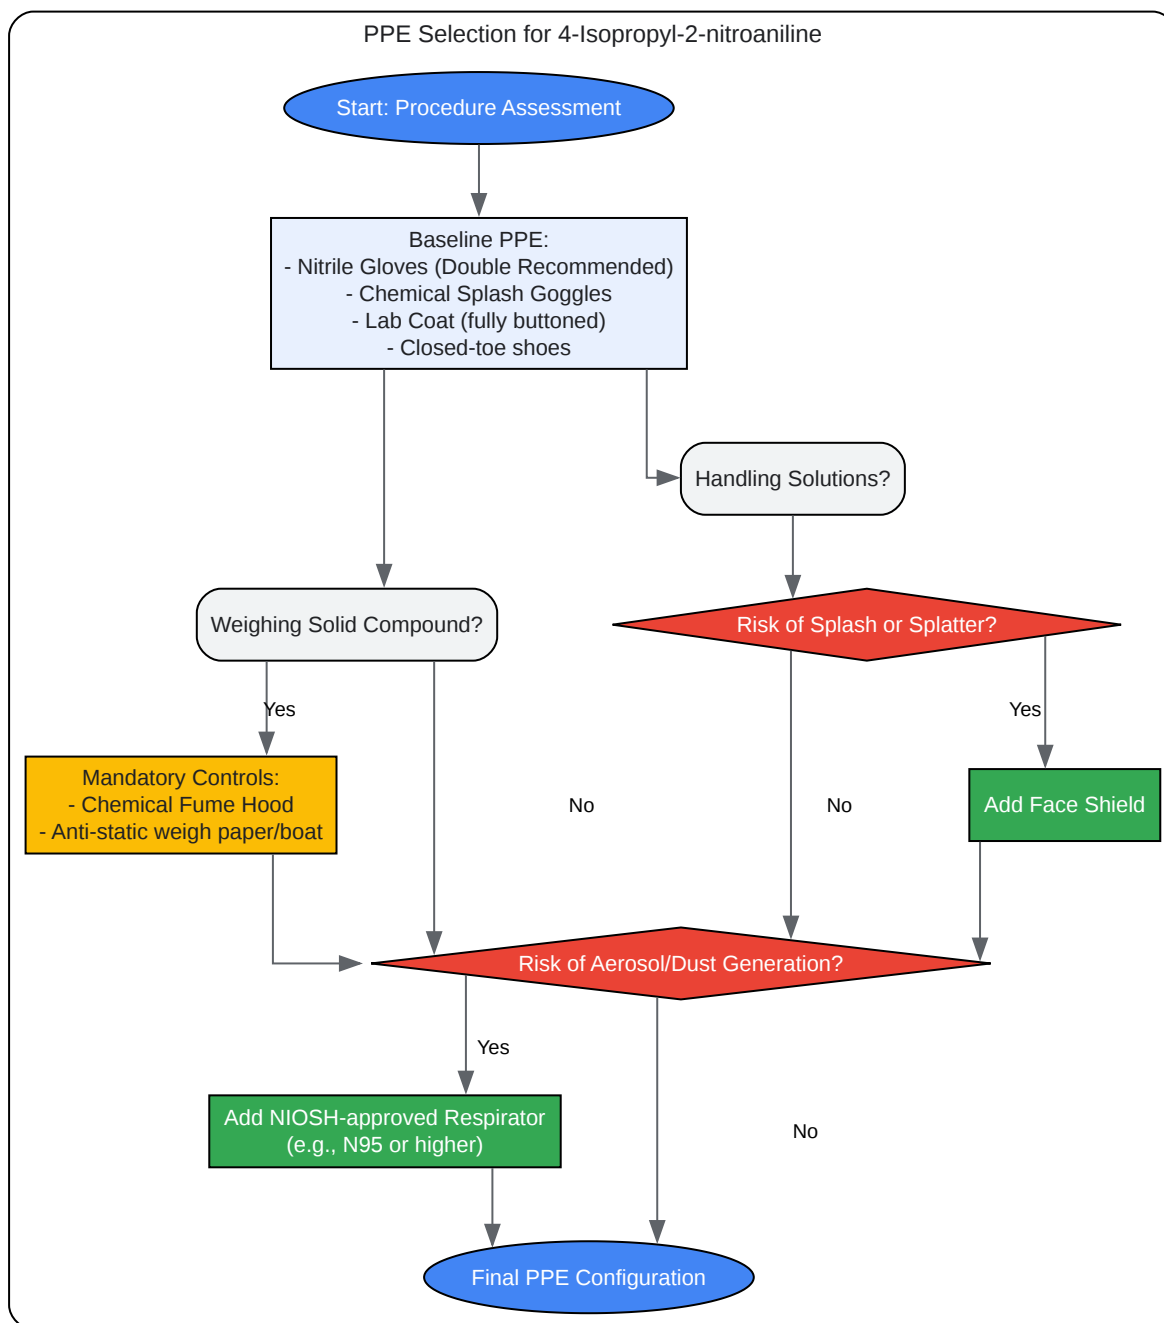 PPE Selection for 4-Isopropyl-2-nitroaniline
Start: Procedure Assessment
Baseline PPE:
- Nitrile Gloves (Double Recommended)
- Chemical Splash Goggles
- Lab Coat (fully buttoned)
- Closed-toe shoes
Handling Solutions?
Weighing Solid Compound?
Risk of Splash or Splatter?
Yes
Yes
Mandatory Controls:
- Chemical Fume Hood
- Anti-static weigh paper/boat
No
No
Add Face Shield
Risk of Aerosol/Dust Generation?
Yes
Add NIOSH-approved Respirator
(e.g., N95 or higher)
No
Final PPE Configuration